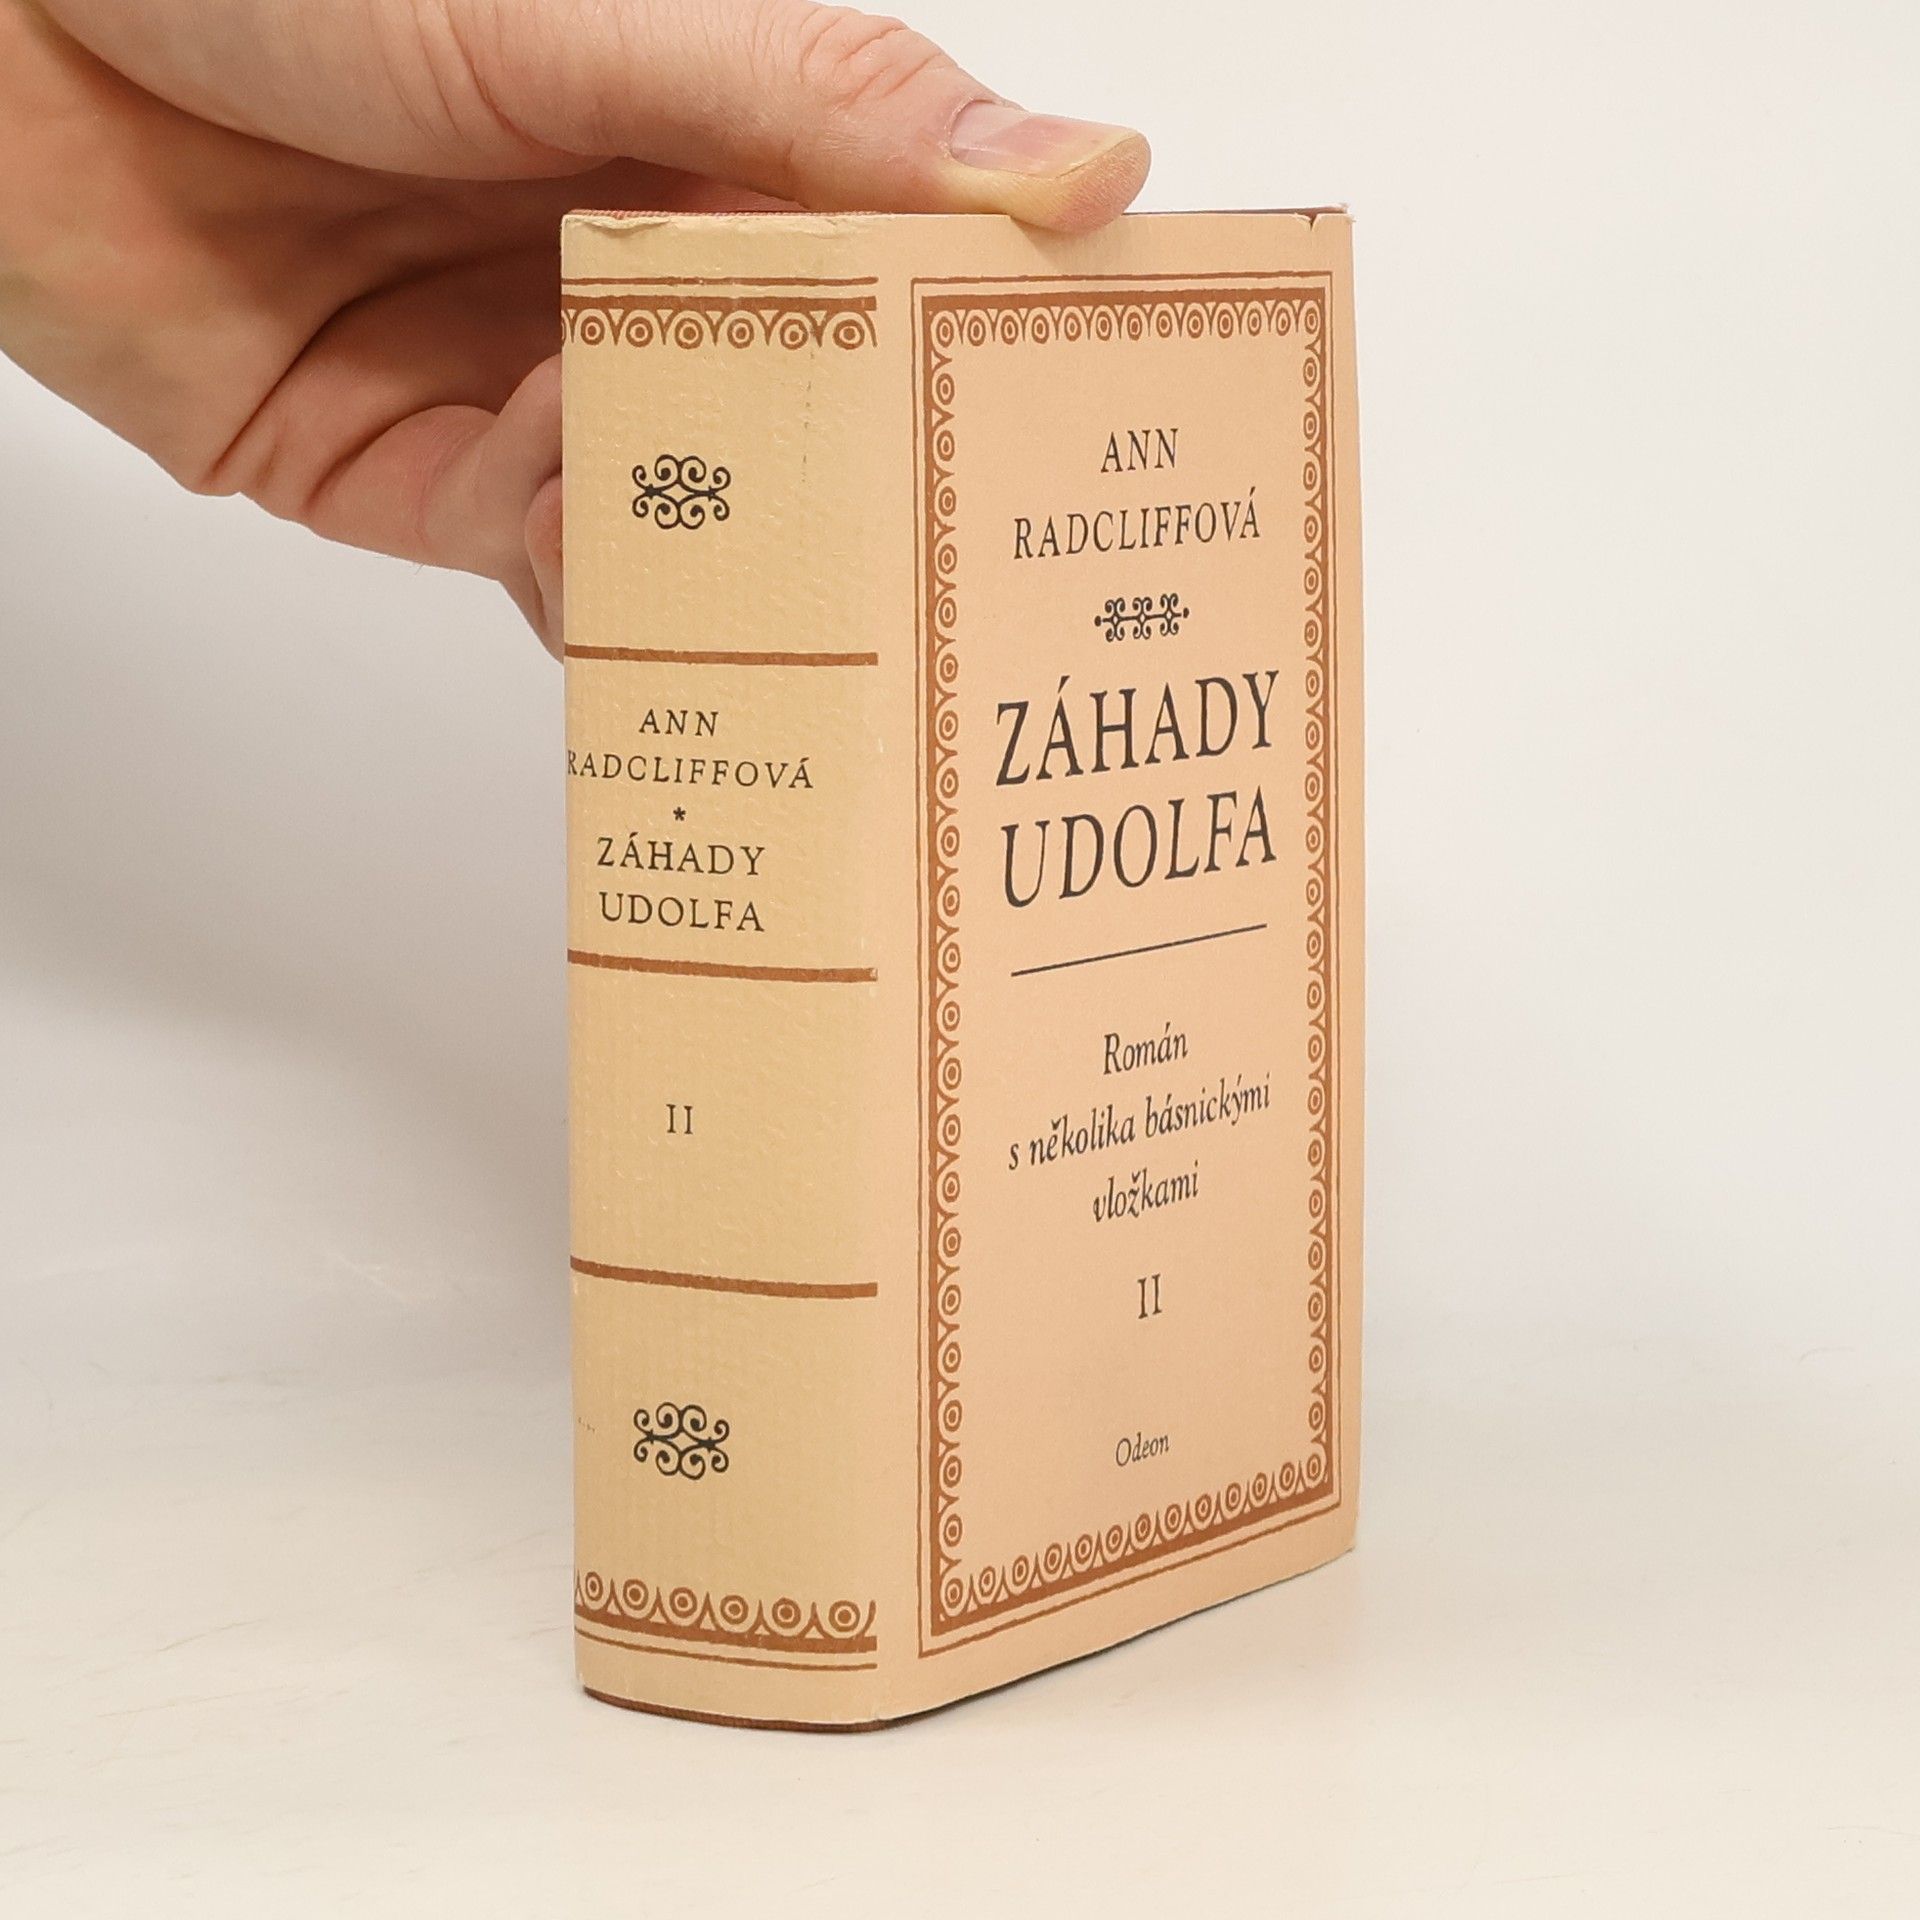 ANN
RADCLIFFOVÁ
*
ZÁHADY
UDOLFA
II
ANN
RADCLIFFOVÁ
ZÁHADY
UDOLFA
Román
s několika básnickými
vložkami
II
Odeon